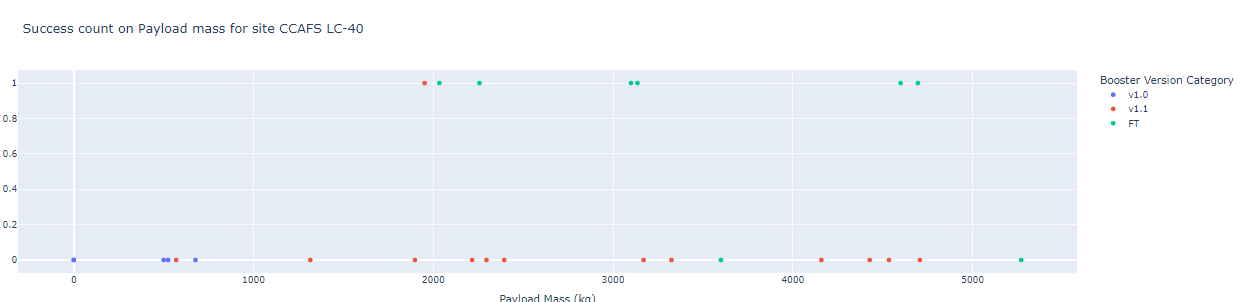 Success count on Payload mass for site CCAFS LC-40
Booster Version Category
v1.0
v1.1
FT
1
0.8
0.6
0.4
0.2
0
0 1000 2000 3000 4000 5000
Payload Mass (kg)